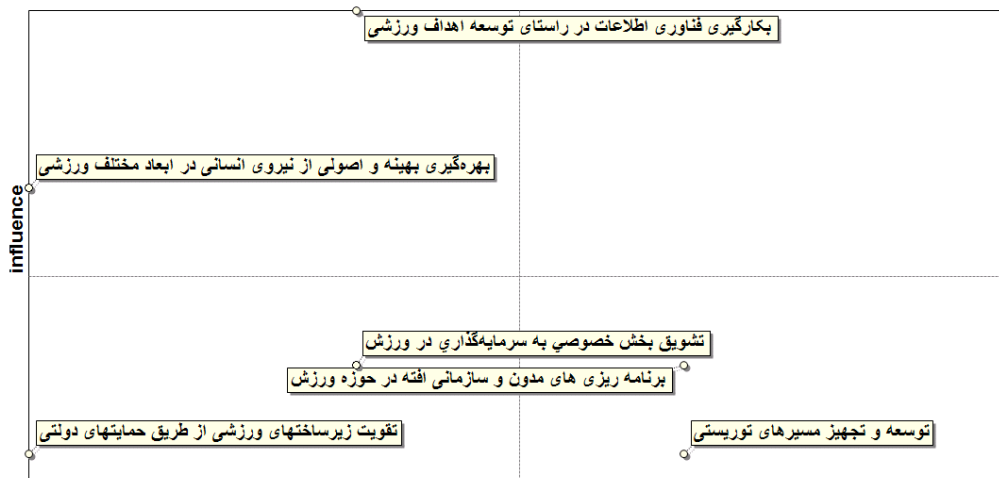 بکارگیری فناوری اطلاعات در راستای توسعه اهداف ورزشی
بهره‌گیری بهینه و اصولی از نیروی انسانی در ابعاد مختلف ورزشی
influence
تشويق بخش خصوصي به سرمايه‌گذاري در ورزش
برنامه ریزی های مدون و سازمانی افته در حوزه ورزش
تقویت زیرساختهای ورزشی از طریق حمایتهای دولتی
توسعه و تجهیز مسیرهای توریستی